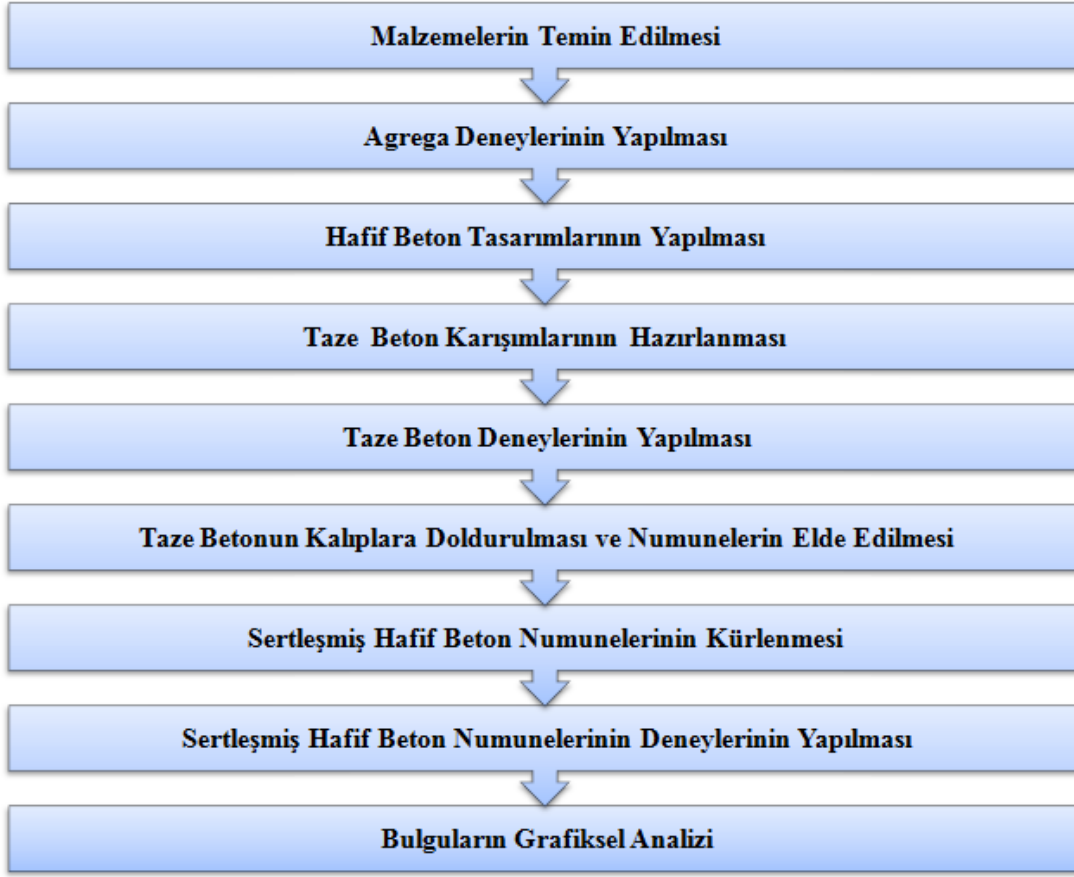 Malzemelerin Temin Edilmesi
Agrega Deneylerinin Yapılması
Hafif Beton Tasarımlarının Yapılması
Taze Beton Karışımlarının Hazırlanması
Taze Beton Deneylerinin Yapılması
Taze Betonun Kalıplara Doldurulması ve Numunelerin Elde Edilmesi
Sertleşmiş Hafif Beton Numunelerinin Kürlenmesi
Sertleşmiş Hafif Beton Numunelerinin Deneylerinin Yapılması
Bulguların Grafiksel Analizi